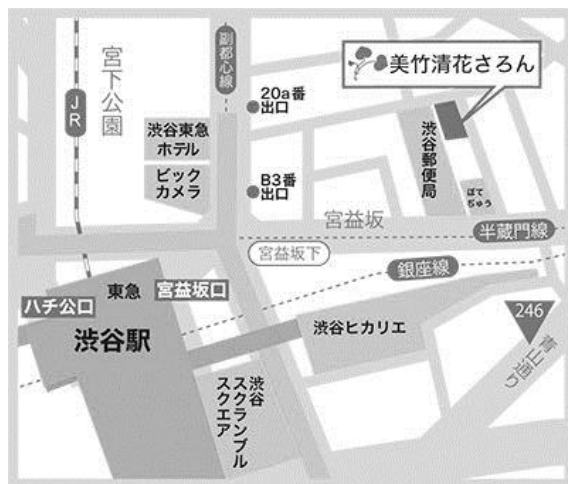 宮下公園
JR
副都心線
20a番
出口
渋谷東急
ホテル
ビック
カメラ
B3番
出口
美竹清花さろん
渋谷郵便局
ぽて
ぢゅう
宮益坂
半蔵門線
宮益坂下
銀座線
ハチ公口
東急
宮益坂口
渋谷駅
渋谷ヒカリエ
246
青山通り
渋谷
スクランブル
スクエア